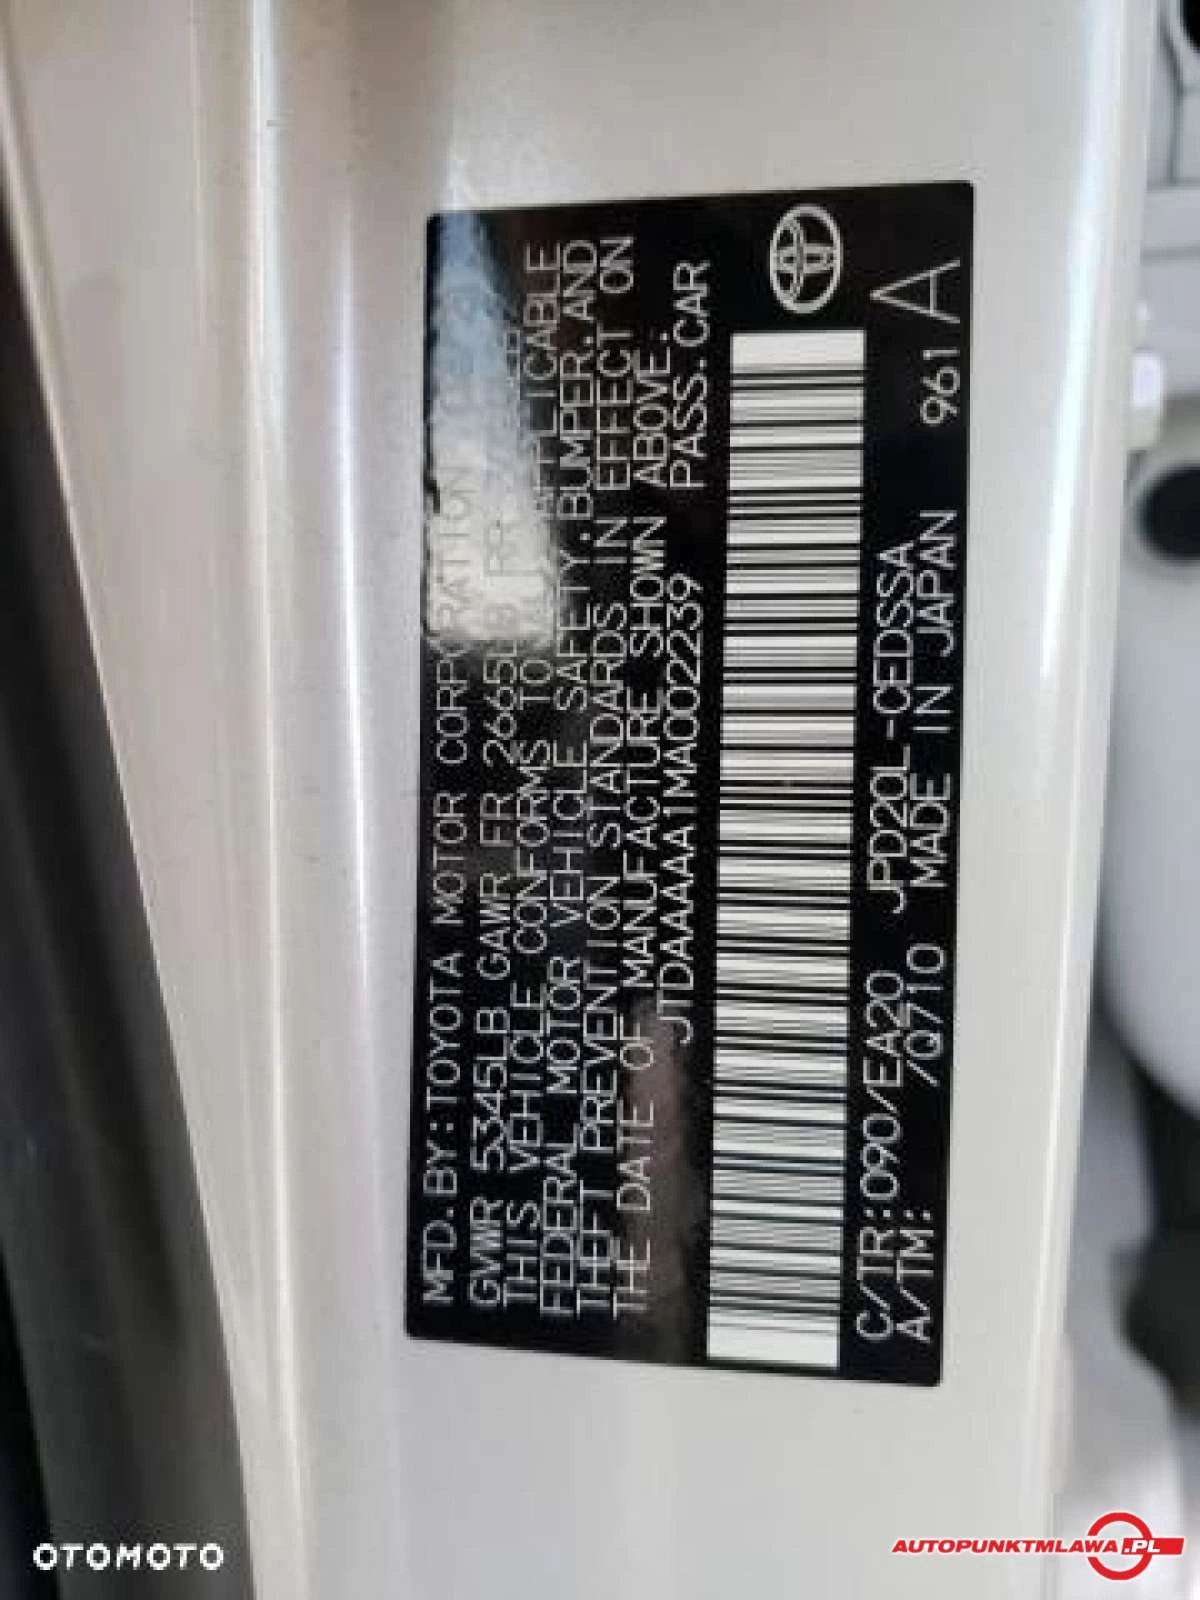 MFD.BY:TOYOTA MOTOR CORPORATION
GVWR 5345LB GAWR FR 2665LB RR
THIS VEHICLE CONFORMS TO APPLICABLE
FEDERAL MOTOR VEHICLE SAFETY.BUMPER.AND
THEFT PREVENTION STANDARDS IN EFFECT ON
THE DATE OF MANUFACTURE SHOWN ABOVE.
JTDAAAAA1MA002239 PASS.CAR
C/TR:090/EA20 JPD20L-CEDSSA
A/TM: /Q710 MADE IN JAPAN 961 A
OTOMOTO
AUTOPUNKTMLAWA.PL